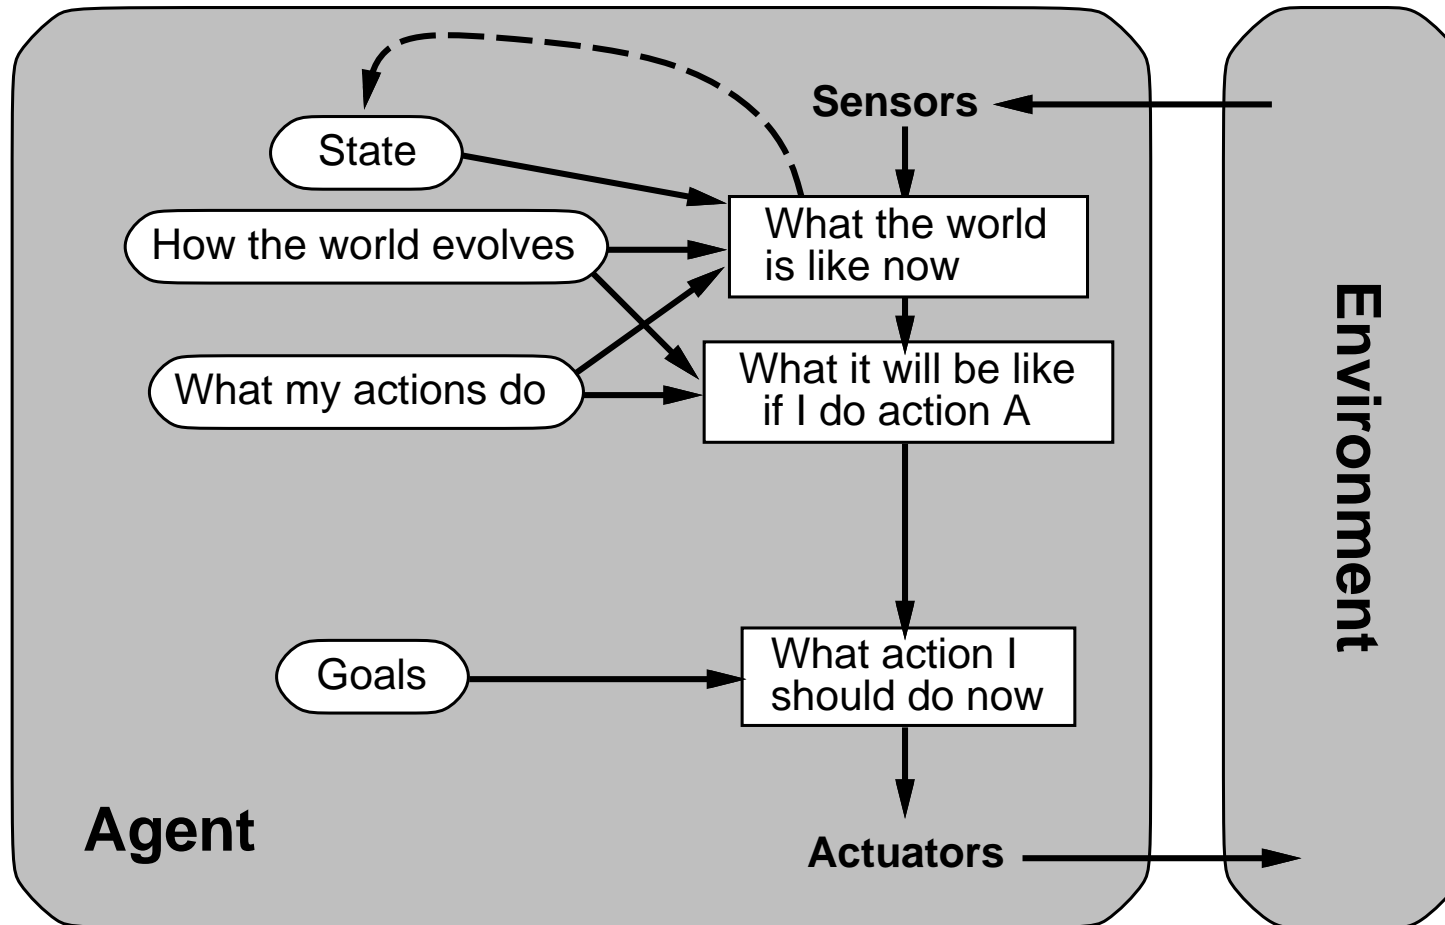 Sensors
State
What the world
is like now
How the world evolves
What it will be like
if I do action A
What my actions do
Environment
What action I
should do now
Goals
Agent
Actuators